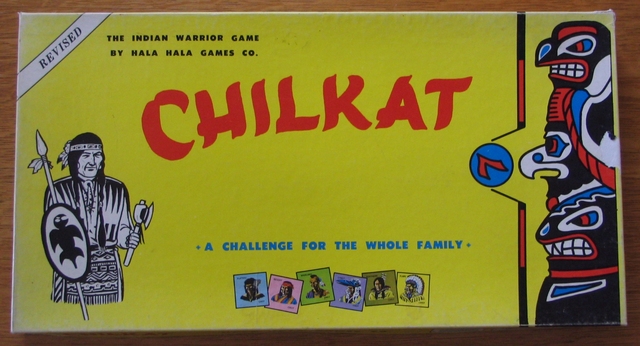 REVISED
THE INDIAN WARRIOR GAME
BY HALA HALA GAMES CO.
CHILKAT
A CHALLENGE FOR THE WHOLE FAMILY